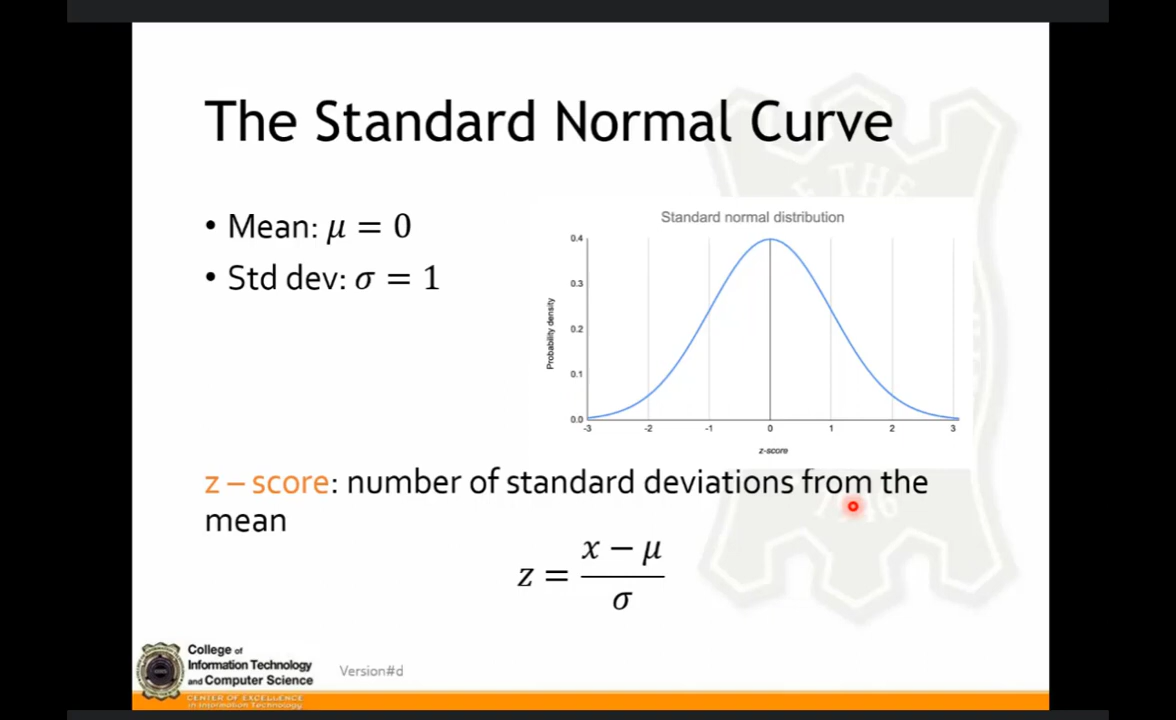 The Standard Normal Curve
• Mean: μ = 0
• Std dev: σ = 1
Standard normal distribution
0.4
0.3
0.2
0.1
0.0
Probability density
-3 -2 -1 0 1 2 3
z-score
z – score: number of standard deviations from the
mean
z = (x − μ) / σ
College of
Information Technology
and Computer Science
CENTER OF EXCELLENCE
in Information Technology
Version#d
THE